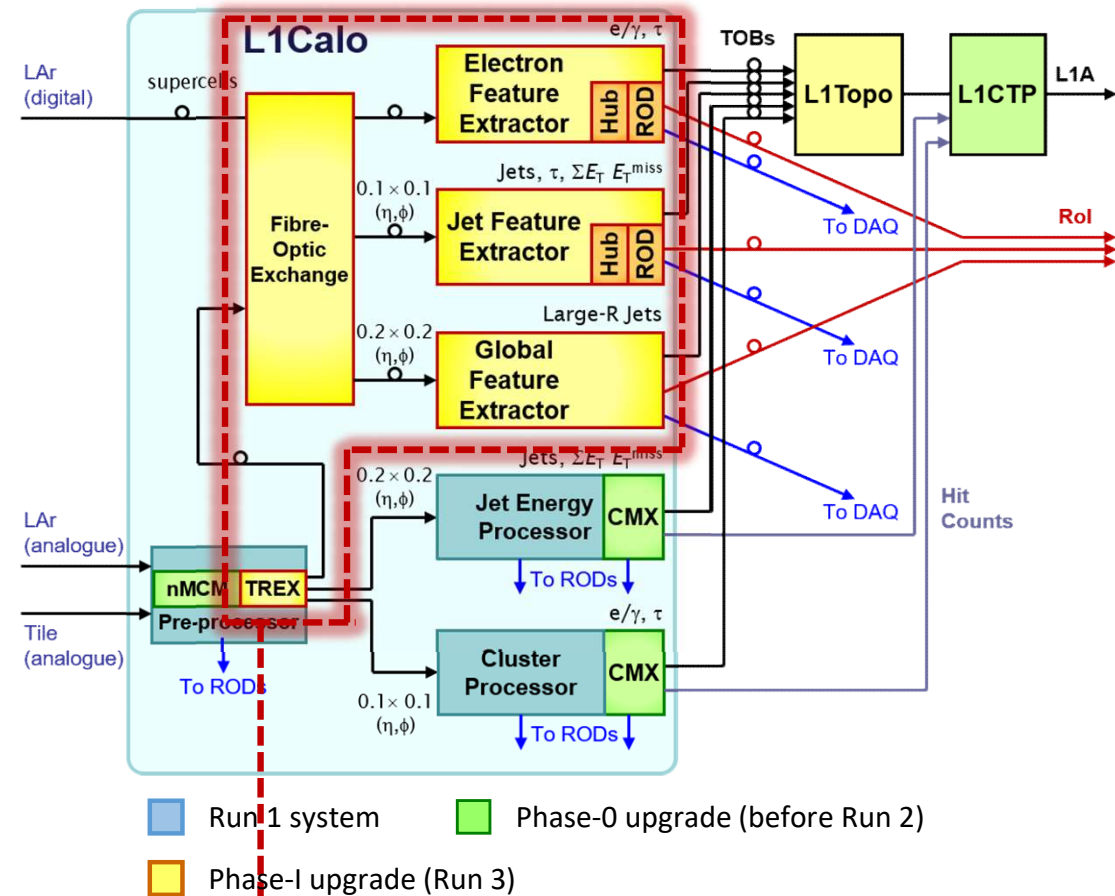 L1Calo
e/γ, τ
TOBs
LAr
(digital)
supercells
Electron
Feature
Extractor
Hub
ROD
L1Topo
L1CTP
L1A
Jets, τ, ΣE_T E_T^miss
0.1 × 0.1
(η,ϕ)
Fibre-
Optic
Exchange
Jet Feature
Extractor
Hub
ROD
To DAQ
RoI
Large-R Jets
0.2 × 0.2
(η,ϕ)
Global
Feature
Extractor
To DAQ
Jets, ΣE_T E_T^miss
0.2 × 0.2
(η,ϕ)
Jet Energy
Processor
CMX
To DAQ
Hit
Counts
LAr
(analogue)
nMCM
TREX
To RODs
Pre-processor
Tile
(analogue)
e/γ, τ
Cluster
Processor
CMX
To RODs
0.1 × 0.1
(η,ϕ)
To RODs
Run 1 system
Phase-0 upgrade (before Run 2)
Phase-I upgrade (Run 3)